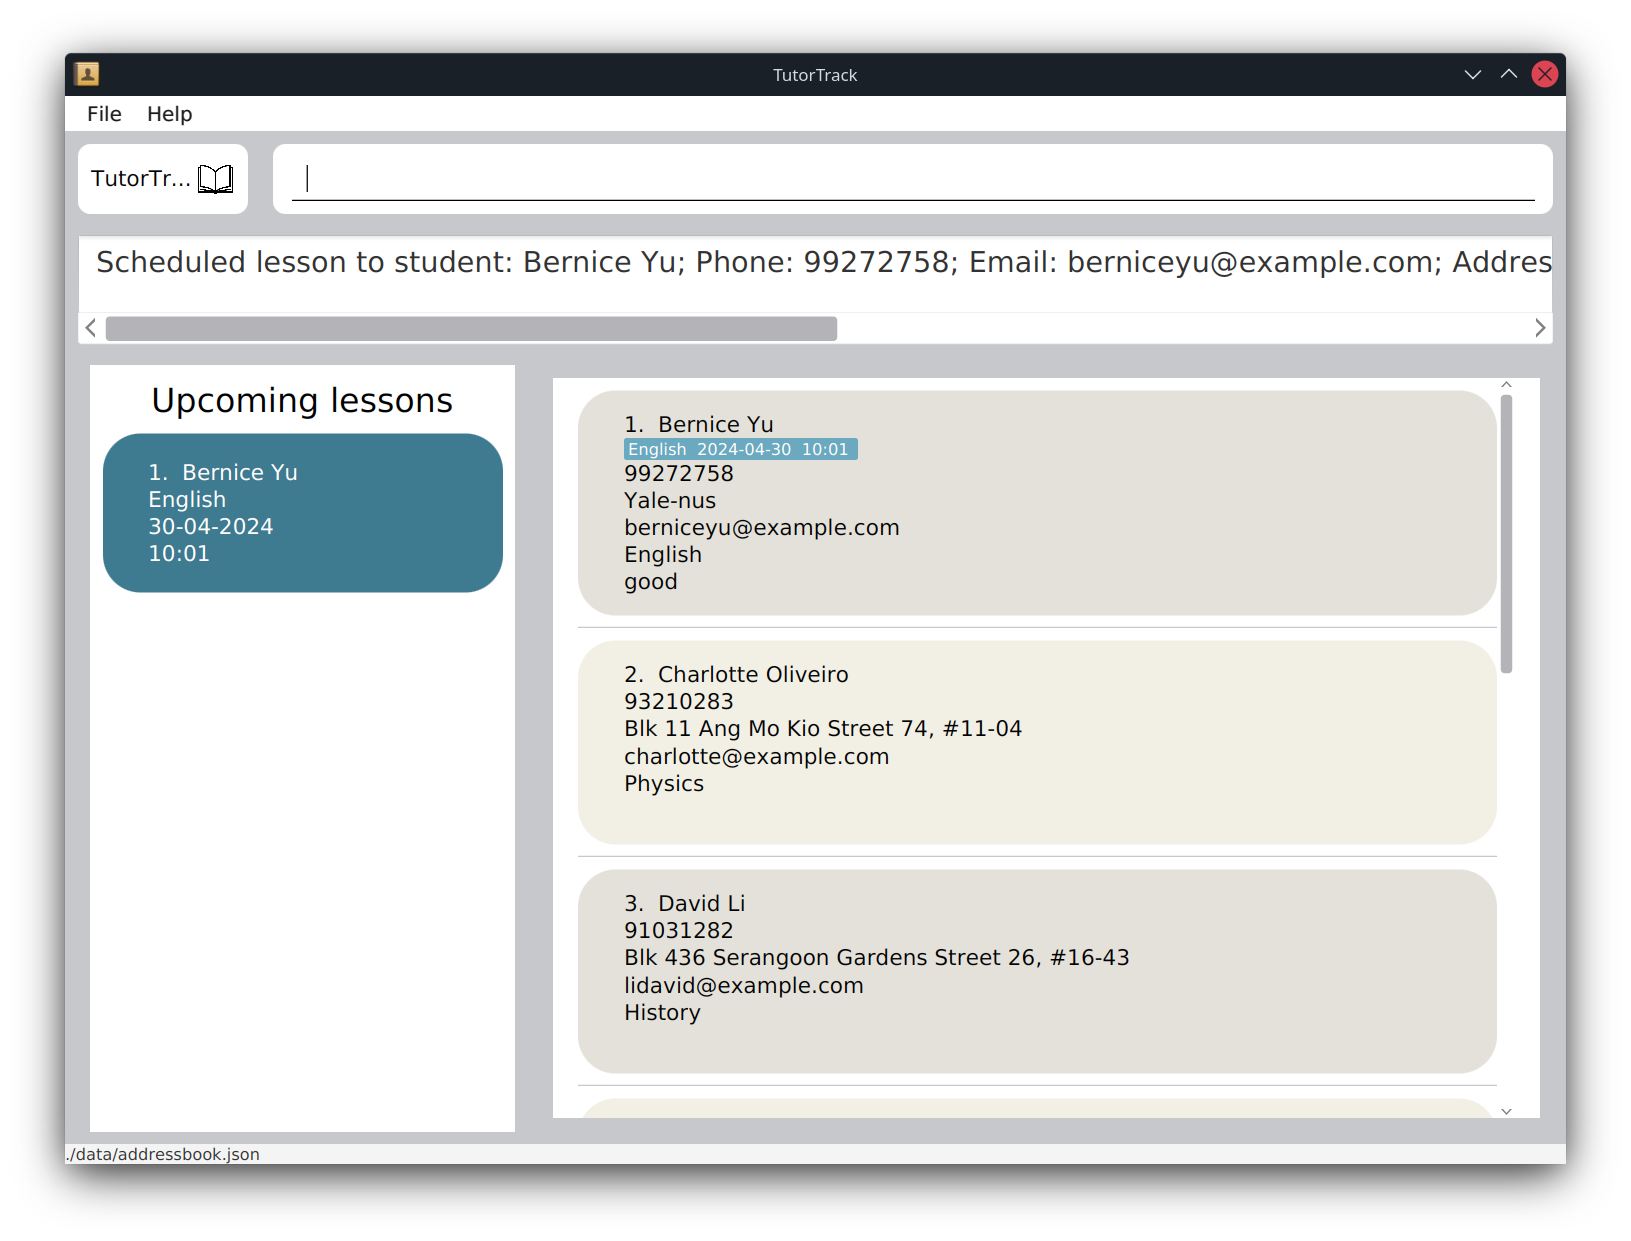 TutorTrack
File Help
TutorTr...
Scheduled lesson to student: Bernice Yu; Phone: 99272758; Email: berniceyu@example.com; Addres
Upcoming lessons
1. Bernice Yu
English
30-04-2024
10:01
1. Bernice Yu
English 2024-04-30 10:01
99272758
Yale-nus
berniceyu@example.com
English
good
2. Charlotte Oliveiro
93210283
Blk 11 Ang Mo Kio Street 74, #11-04
charlotte@example.com
Physics
3. David Li
91031282
Blk 436 Serangoon Gardens Street 26, #16-43
lidavid@example.com
History
./data/addressbook.json